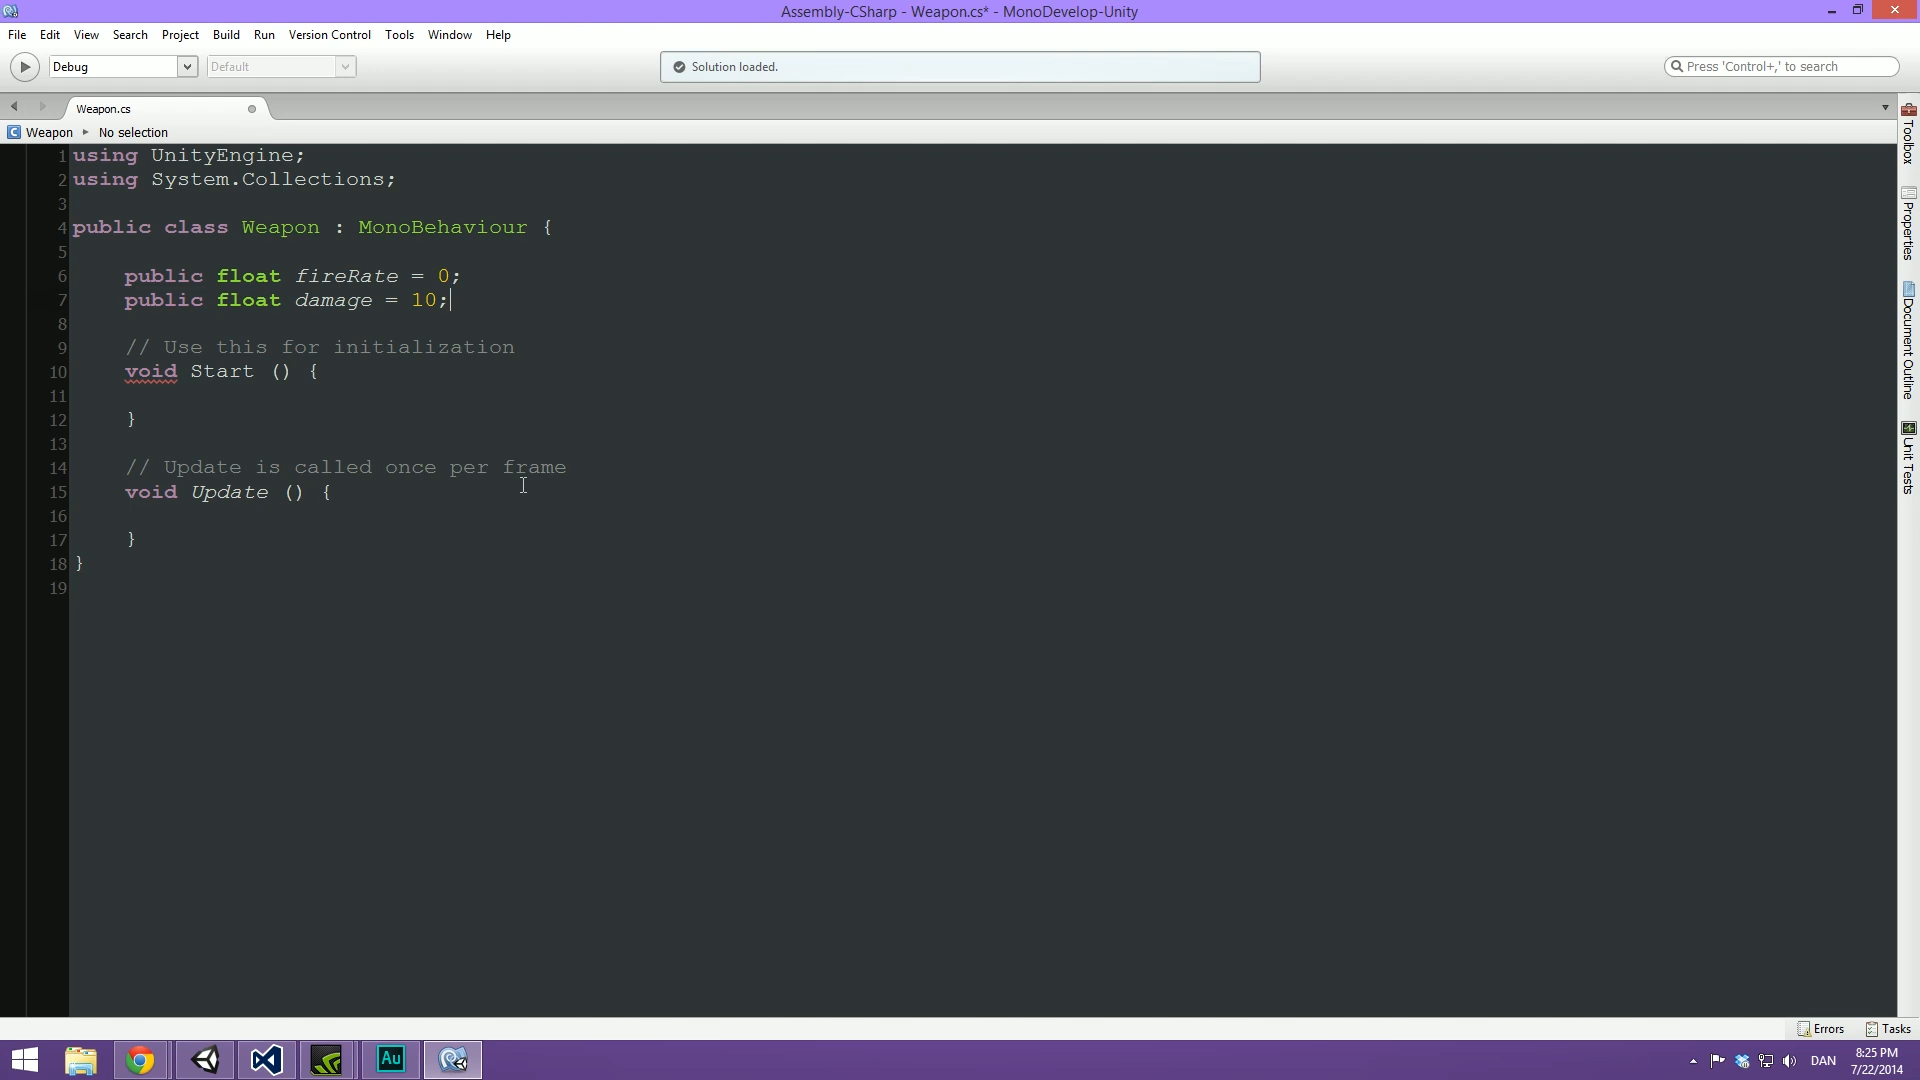 Assembly-CSharp - Weapon.cs* - MonoDevelop-Unity
File Edit View Search Project Build Run Version Control Tools Window Help
Debug Default Solution loaded. Press 'Control+,' to search
Weapon.cs
Weapon No selection
1 using UnityEngine;
2 using System.Collections;
3
4 public class Weapon : MonoBehaviour {
5
6 public float fireRate = 0;
7 public float damage = 10;
8
9 // Use this for initialization
10 void Start () {
11
12 }
13
14 // Update is called once per frame
15 void Update () {
16
17 }
18 }
19
Toolbox
Properties
Document Outline
Unit Tests
Errors Tasks
Au
DAN
8:25 PM
7/22/2014